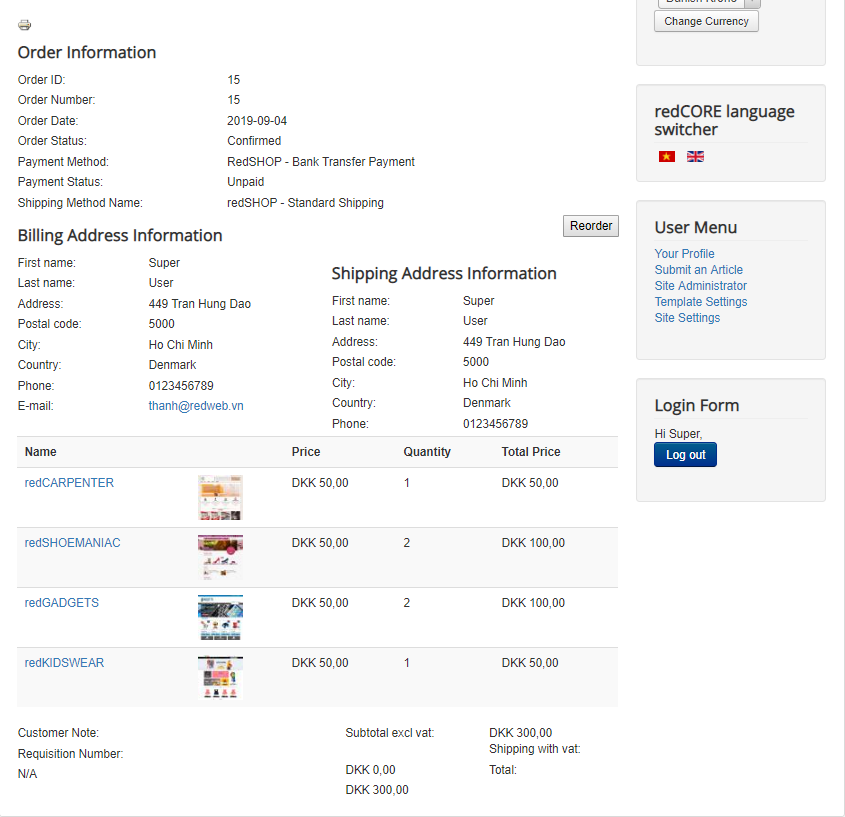 Change Currency
Order Information
Order ID: 15
Order Number: 15
Order Date: 2019-09-04
Order Status: Confirmed
Payment Method: RedSHOP - Bank Transfer Payment
Payment Status: Unpaid
Shipping Method Name: redSHOP - Standard Shipping
Reorder
Billing Address Information
First name: Super
Last name: User
Address: 449 Tran Hung Dao
Postal code: 5000
City: Ho Chi Minh
Country: Denmark
Phone: 0123456789
E-mail: thanh@redweb.vn
Shipping Address Information
First name: Super
Last name: User
Address: 449 Tran Hung Dao
Postal code: 5000
City: Ho Chi Minh
Country: Denmark
Phone: 0123456789
Name Price Quantity Total Price
redCARPENTER DKK 50,00 1 DKK 50,00
redSHOEMANIAC DKK 50,00 2 DKK 100,00
redGADGETS DKK 50,00 2 DKK 100,00
redKIDSWEAR DKK 50,00 1 DKK 50,00
Customer Note:
Requisition Number:
N/A
Subtotal excl vat: DKK 300,00
Shipping with vat:
DKK 0,00 Total:
DKK 300,00
redCORE language
switcher
User Menu
Your Profile
Submit an Article
Site Administrator
Template Settings
Site Settings
Login Form
Hi Super,
Log out